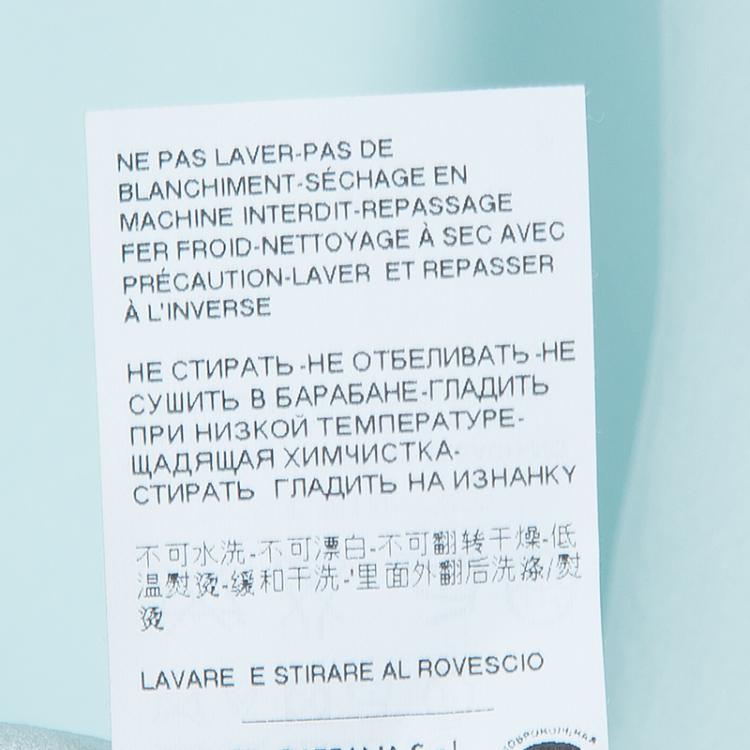 NE PAS LAVER-PAS DE
BLANCHIMENT-SÉCHAGE EN
MACHINE INTERDIT-REPASSAGE
FER FROID-NETTOYAGE À SEC AVEC
PRÉCAUTION-LAVER ET REPASSER
À L'INVERSE
НЕ СТИРАТЬ -НЕ ОТБЕЛИВАТЬ -НЕ
СУШИТЬ В БАРАБАНЕ-ГЛАДИТЬ
ПРИ НИЗКОЙ ТЕМПЕРАТУРЕ-
ЩАДЯЩАЯ ХИМЧИСТКА-
СТИРАТЬ ГЛАДИТЬ НА ИЗНАНКУ
不可水洗-不可漂白-不可翻转干燥-低
温熨烫-缓和干洗-'里面外翻后洗涤/熨
烫
LAVARE E STIRARE AL ROVESCIO